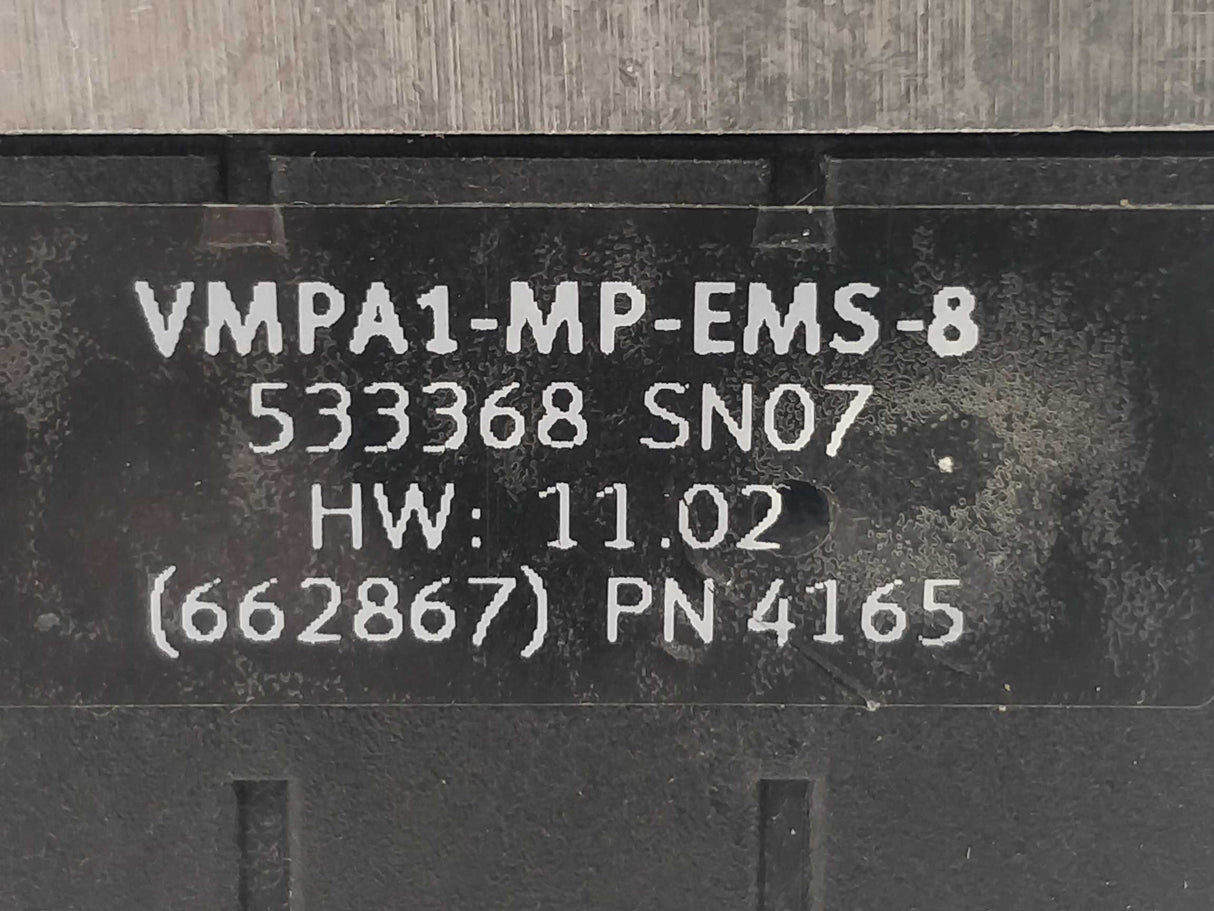 VMPA1-MP-EMS-8
533368 SN07
HW: 11.02
(662867) PN 4165